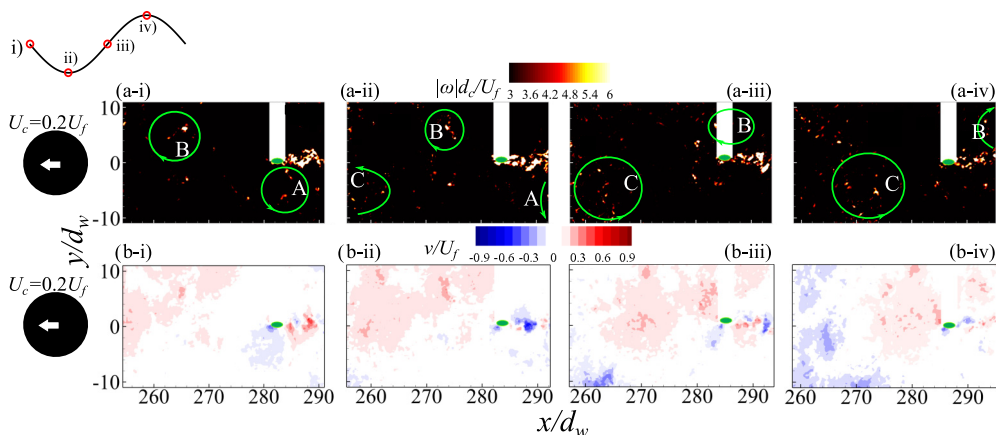 i)
ii)
iii)
iv)
|ω|d_c/U_f
3 3.6 4.2 4.8 5.4 6
(a-i)
(a-ii)
(a-iii)
(a-iv)
U_c=0.2U_f
10
0
-10
B
A
B
C
A
B
C
B
C
y/d_w
v/U_f
-0.9 -0.6 -0.3 0 0.3 0.6 0.9
(b-i)
(b-ii)
(b-iii)
(b-iv)
U_c=0.2U_f
10
0
-10
260 270 280 290
260 270 280 290
260 270 280 290
260 270 280 290
x/d_w